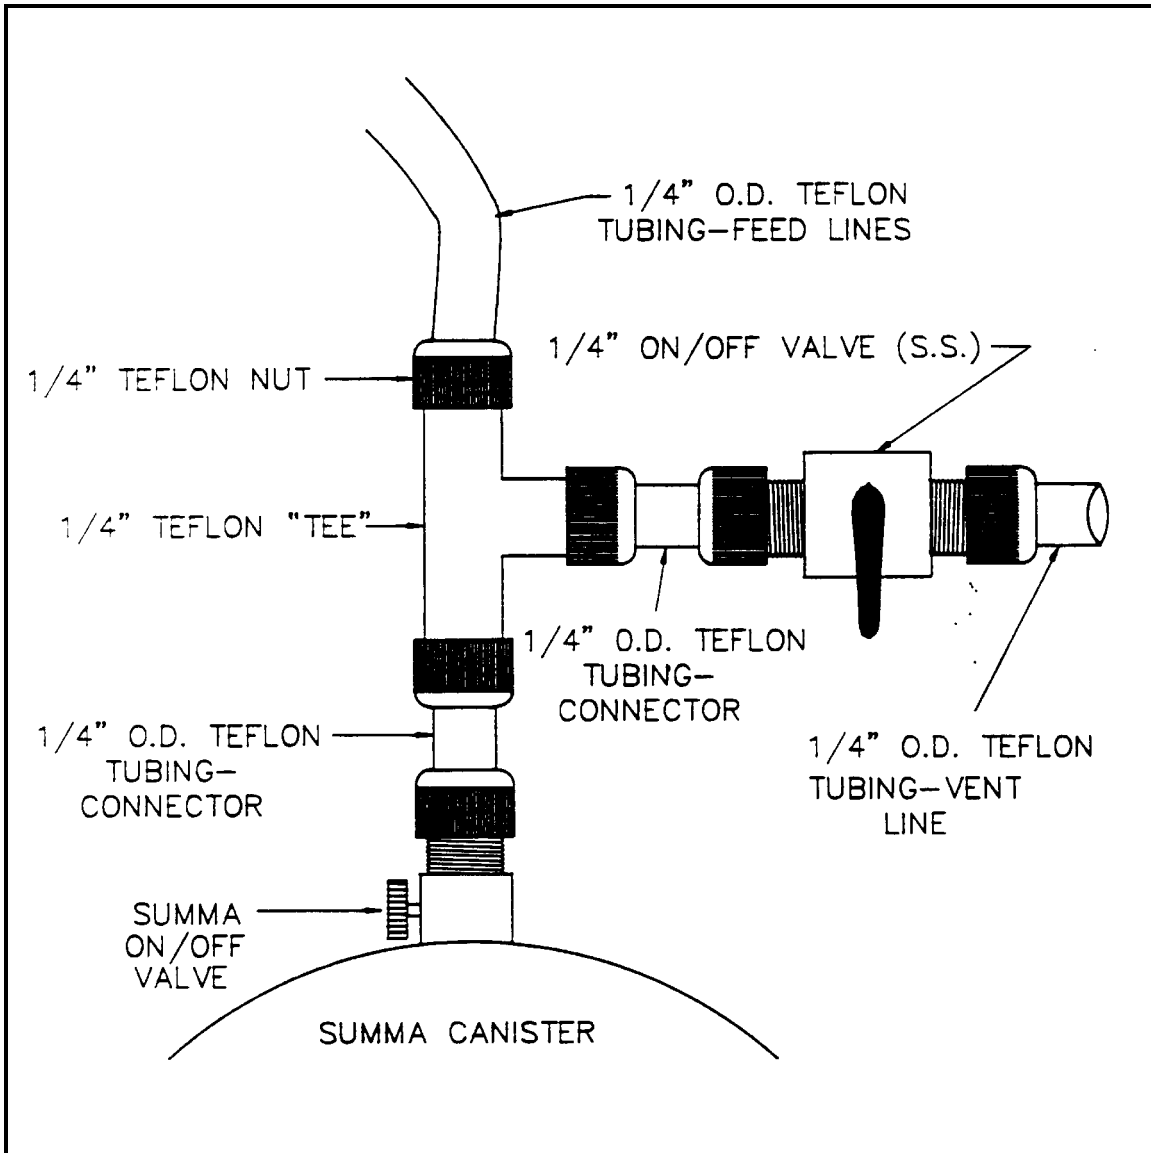 1/4" O.D. TEFLON
TUBING-FEED LINES
1/4" ON/OFF VALVE (S.S.)
1/4" TEFLON NUT
1/4" TEFLON "TEE"
1/4" O.D. TEFLON
TUBING-
CONNECTOR
1/4" O.D. TEFLON
TUBING-
CONNECTOR
1/4" O.D. TEFLON
TUBING-VENT
LINE
SUMMA
ON/OFF
VALVE
SUMMA CANISTER